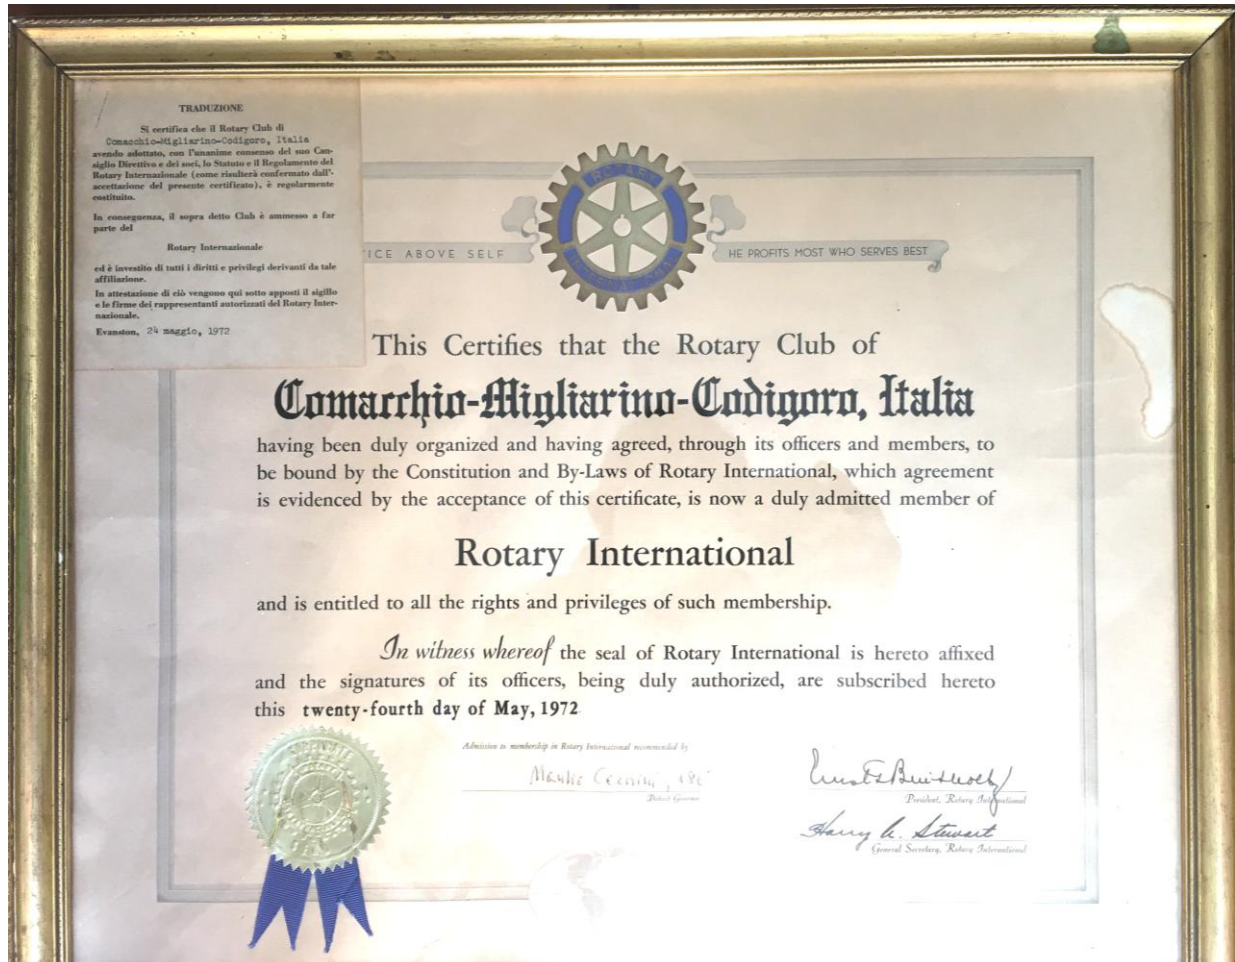 TRADUZIONE
Si certifica che il Rotary Club di
Comacchio-Migliarino-Codigoro, Italia
avendo adottato, con l'unanime consenso del suo Con-
siglio Direttivo e dei soci, lo Statuto e il Regolamento del
Rotary Internazionale (come risulterà confermato dall'-
accettazione del presente certificato), è regolarmente
costituito.
In conseguenza, il sopra detto Club è ammesso a far
parte del
Rotary Internazionale
ed è investito di tutti i diritti e privilegi derivanti da tale
affiliazione.
In attestazione di ciò vengono qui sotto apposti il sigillo
e le firme dei rappresentanti autorizzati del Rotary Inter-
nazionale.
Evanston, 24 maggio, 1972
ROTARY
INTERNATIONAL
ICE ABOVE SELF
HE PROFITS MOST WHO SERVES BEST
This Certifies that the Rotary Club of
Comacchio-Migliarino-Codigoro, Italia
having been duly organized and having agreed, through its officers and members, to
be bound by the Constitution and By-Laws of Rotary International, which agreement
is evidenced by the acceptance of this certificate, is now a duly admitted member of
Rotary International
and is entitled to all the rights and privileges of such membership.
In witness whereof the seal of Rotary International is hereto affixed
and the signatures of its officers, being duly authorized, are subscribed hereto
this twenty-fourth day of May, 1972
Admission to membership in Rotary International recommended by
District Governor
President, Rotary International
Harry A. Stewart
General Secretary, Rotary International